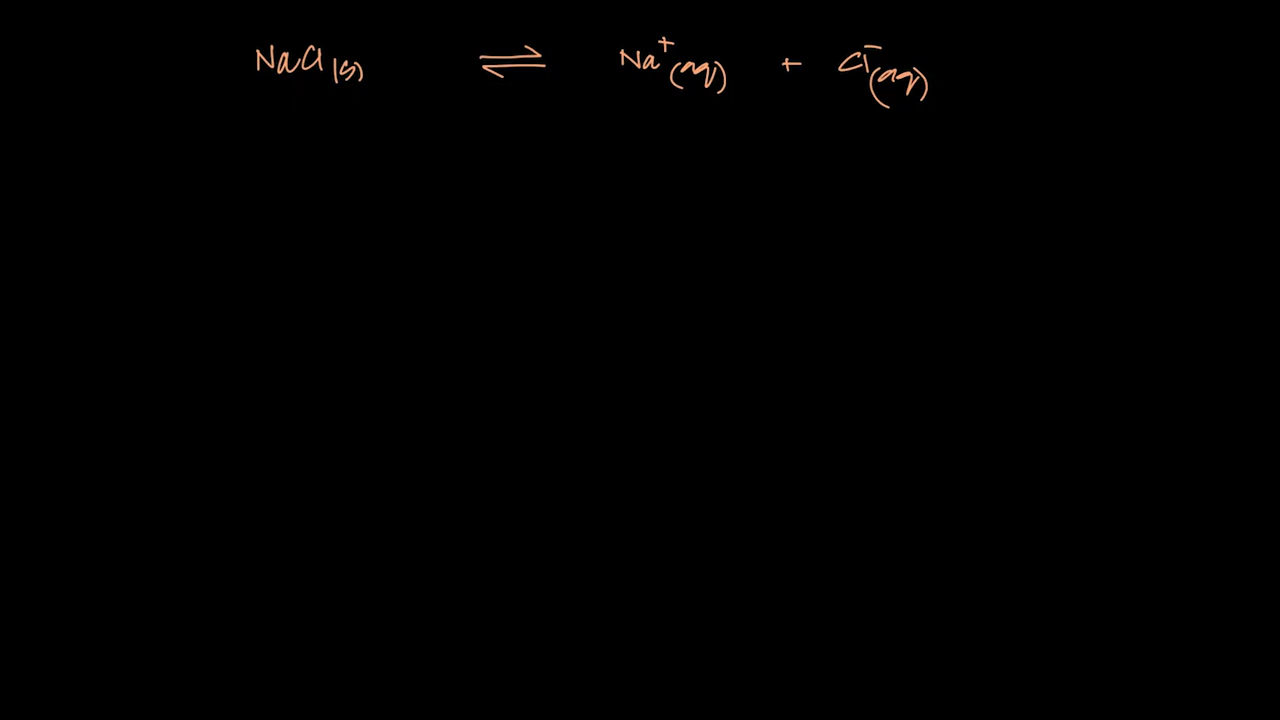 NaCl(s) ⇌ Na⁺(aq) + Cl⁻(aq)